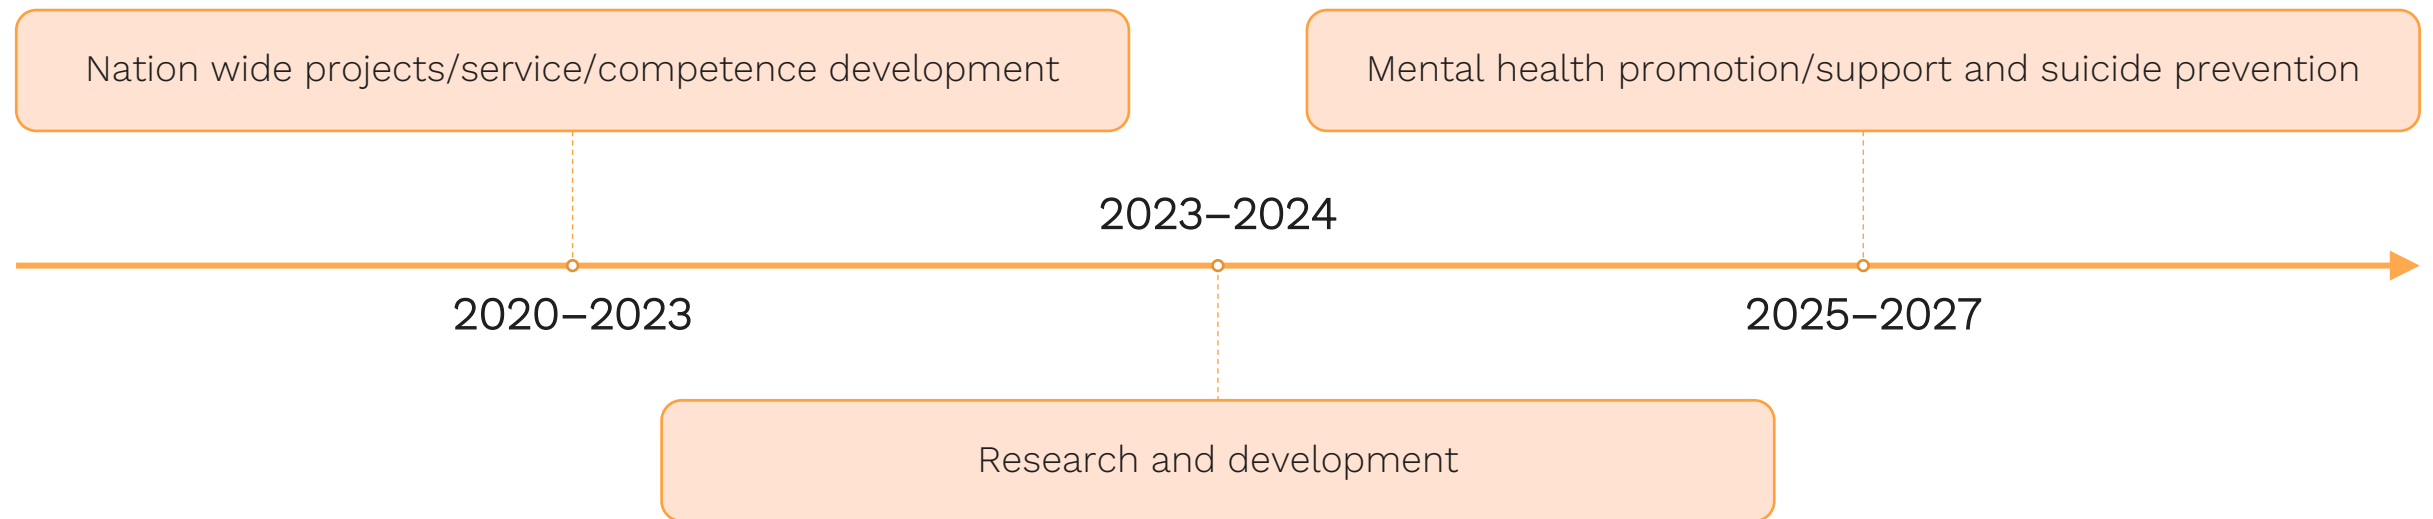 Nation wide projects/service/competence development
Mental health promotion/support and suicide prevention
2023–2024
2020–2023
2025–2027
Research and development